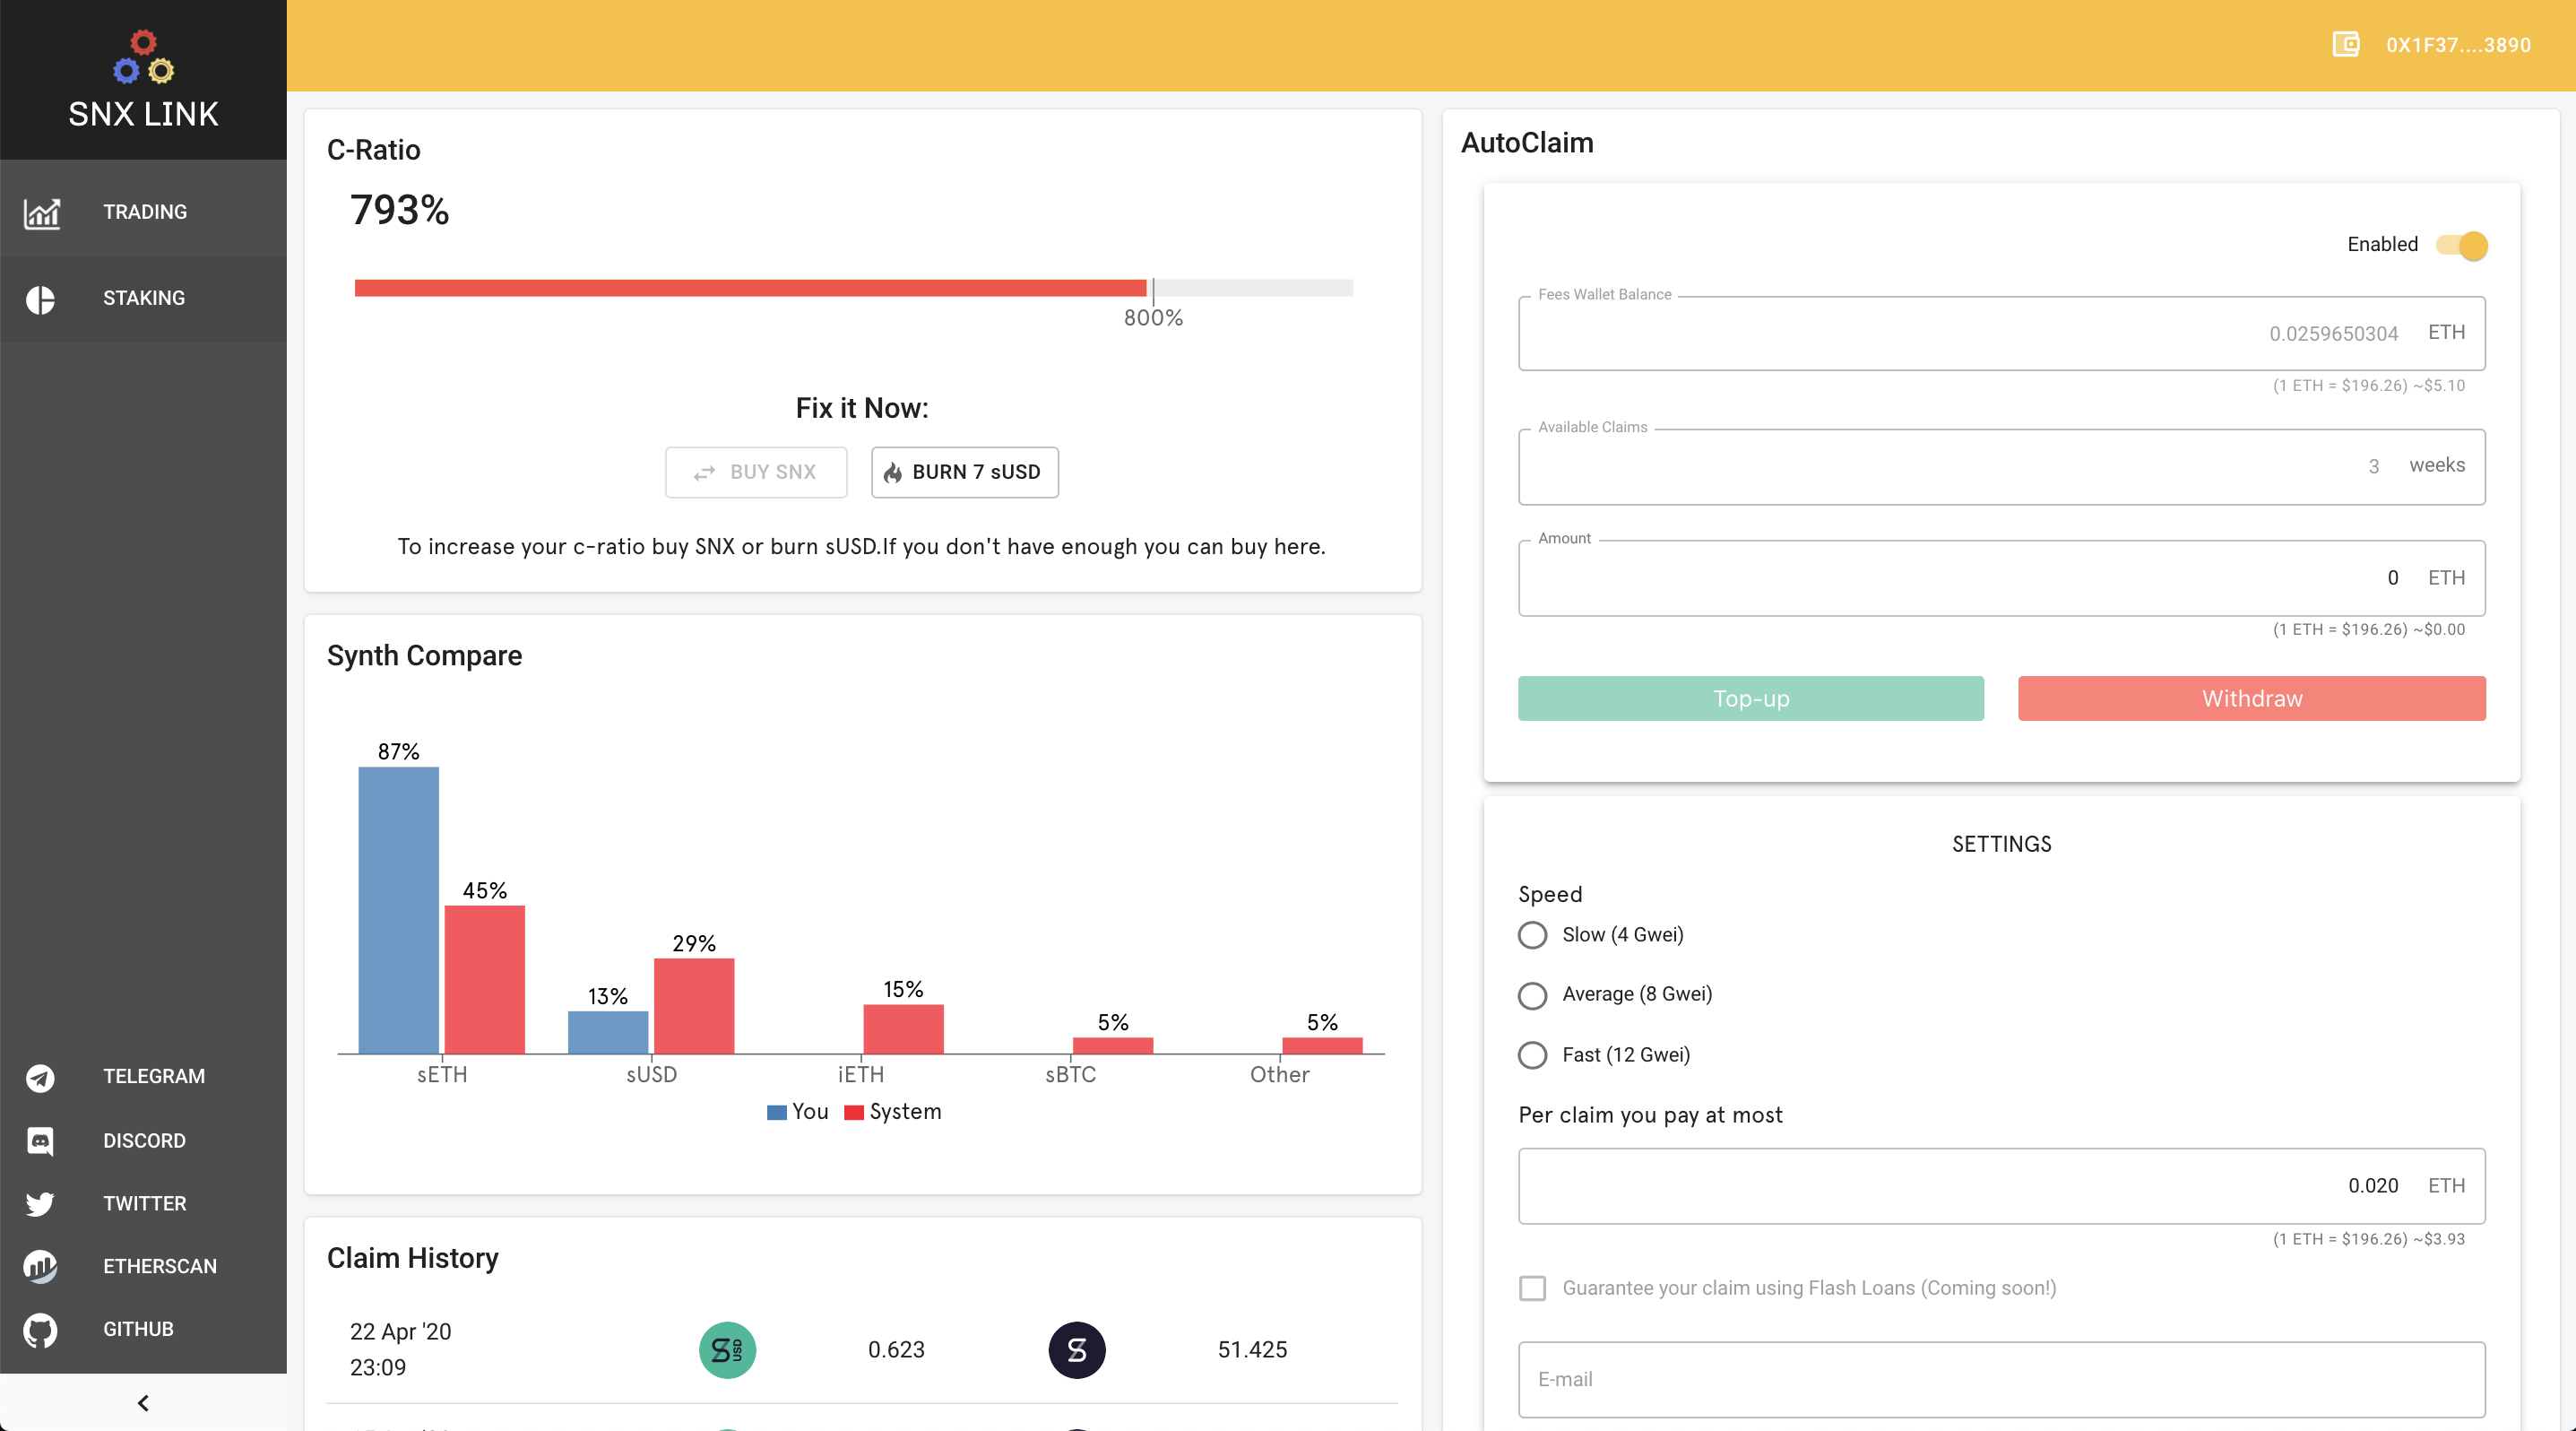 SNX LINK
TRADING
STAKING
TELEGRAM
DISCORD
TWITTER
ETHERSCAN
GITHUB
0X1F37....3890
C-Ratio
793%
800%
Fix it Now:
BUY SNX
BURN 7 sUSD
To increase your c-ratio buy SNX or burn sUSD.If you don't have enough you can buy here.
Synth Compare
87%
45%
13%
29%
15%
5%
5%
sETH
sUSD
iETH
sBTC
Other
You
System
Claim History
22 Apr '20
23:09
USD
0.623
51.425
AutoClaim
Enabled
Fees Wallet Balance
0.0259650304 ETH
(1 ETH = $196.26) ~$5.10
Available Claims
3 weeks
Amount
0 ETH
(1 ETH = $196.26) ~$0.00
Top-up
Withdraw
SETTINGS
Speed
Slow (4 Gwei)
Average (8 Gwei)
Fast (12 Gwei)
Per claim you pay at most
0.020 ETH
(1 ETH = $196.26) ~$3.93
Guarantee your claim using Flash Loans (Coming soon!)
E-mail